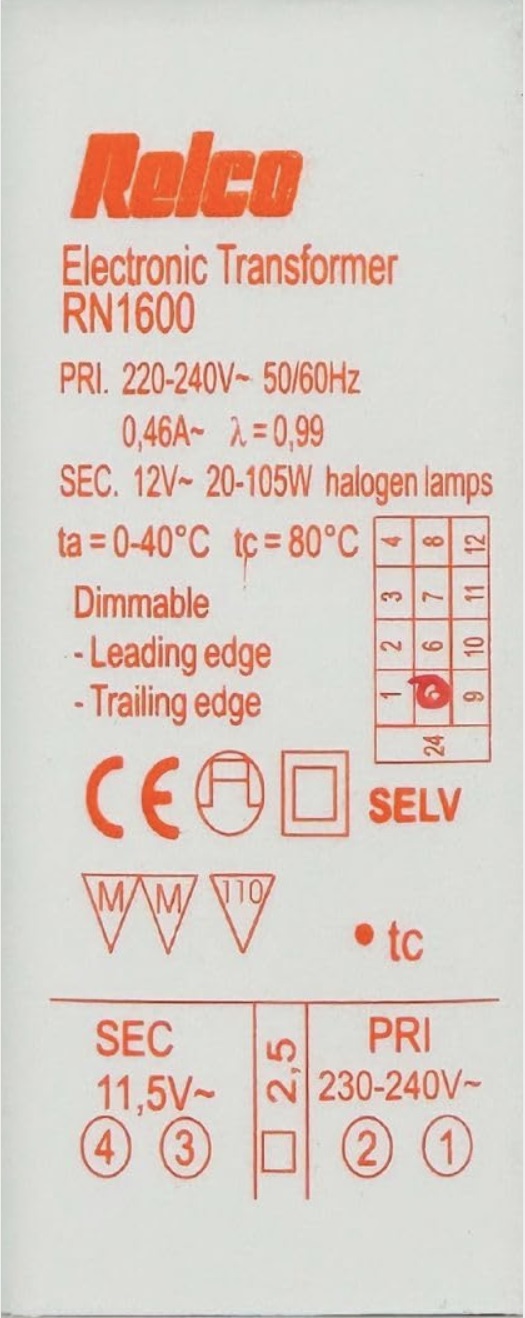 Relco
Electronic Transformer
RN1600
PRI. 220-240V~ 50/60Hz
0,46A~ λ = 0,99
SEC. 12V~ 20-105W halogen lamps
ta = 0-40°C tc = 80°C
Dimmable
- Leading edge
- Trailing edge
4 8 12
3 7 11
2 6 10
1 9
24
CE
SELV
M M 110
• tc
SEC
11,5V~
4 3
2,5
PRI
230-240V~
2 1